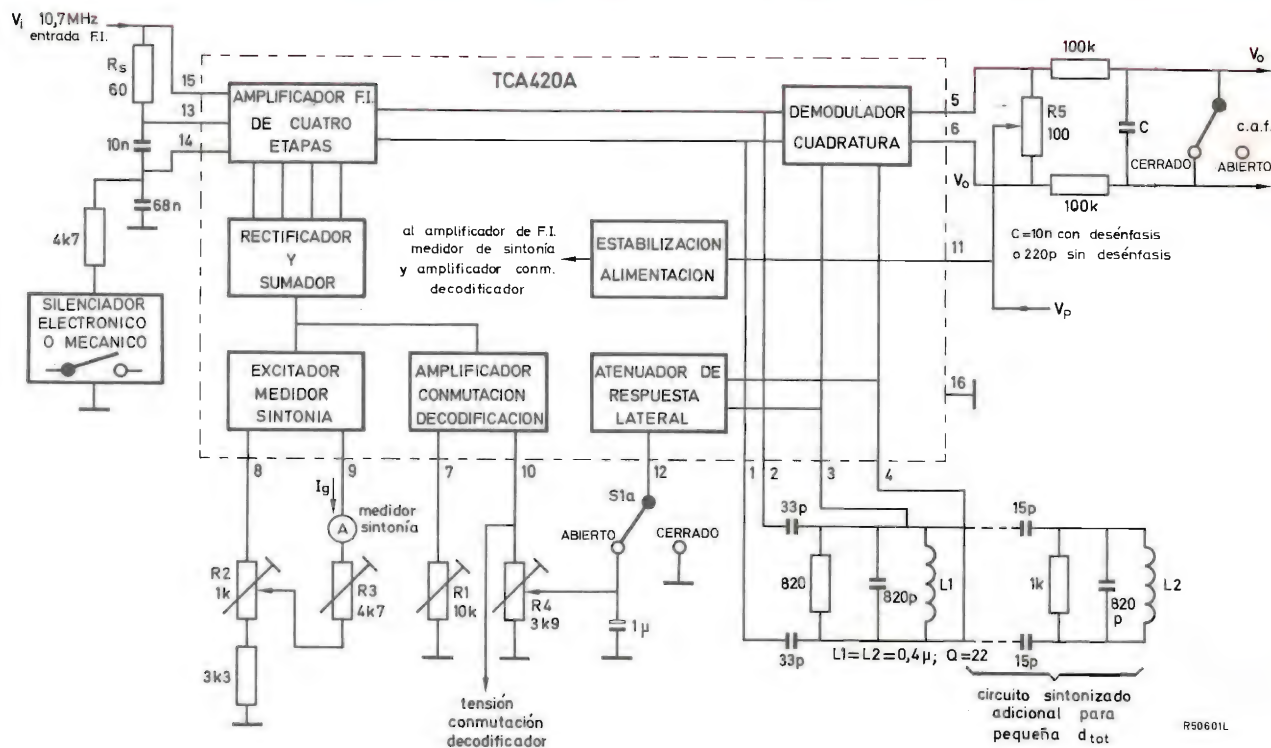 Vi 10,7MHz
entrada F.I.
Rs
60
15
13
14
10n
68n
4k7
SILENCIADOR
ELECTRONICO
O MECANICO
TCA420A
AMPLIFICADOR F.I.
DE CUATRO
ETAPAS
RECTIFICADOR
Y
SUMADOR
EXCITADOR
MEDIDOR
SINTONIA
AMPLIFICADOR
CONMUTACION
DECODIFICACION
al amplificador de F.I.
medidor de sintonía
y amplificador conm.
decodificador
ESTABILIZACION
ALIMENTACION
ATENUADOR DE
RESPUESTA
LATERAL
DEMODULADOR
CUADRATURA
5
6
11
16
Vo
100k
R5
100
C
100k
Vo
Vo
c.a.f.
CERRADO
ABIERTO
C=10n con desénfasis
o 220p sin desénfasis
Vp
8
9
7
10
12
1
2
3
4
Ig
A
medidor
sintonía
R2
1k
R3
4k7
3k3
R1
10k
R4
3k9
tensión
conmutación
decodificador
S1a
ABIERTO
CERRADO
1µ
33p
820
820p
L1
33p
15p
1k
820
p
L2
15p
L1=L2=0,4µ; Q=22
circuito sintonizado
adicional para
pequeña dtot
R50601L